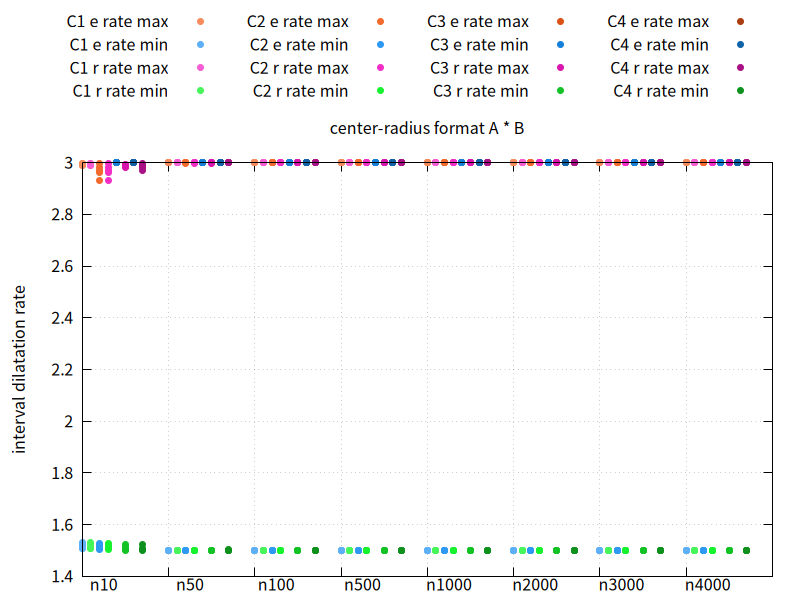 C1 e rate max C2 e rate max C3 e rate max C4 e rate max
C1 e rate min C2 e rate min C3 e rate min C4 e rate min
C1 r rate max C2 r rate max C3 r rate max C4 r rate max
C1 r rate min C2 r rate min C3 r rate min C4 r rate min
center-radius format A * B
interval dilatation rate
3
2.8
2.6
2.4
2.2
2
1.8
1.6
1.4
n10 n50 n100 n500 n1000 n2000 n3000 n4000